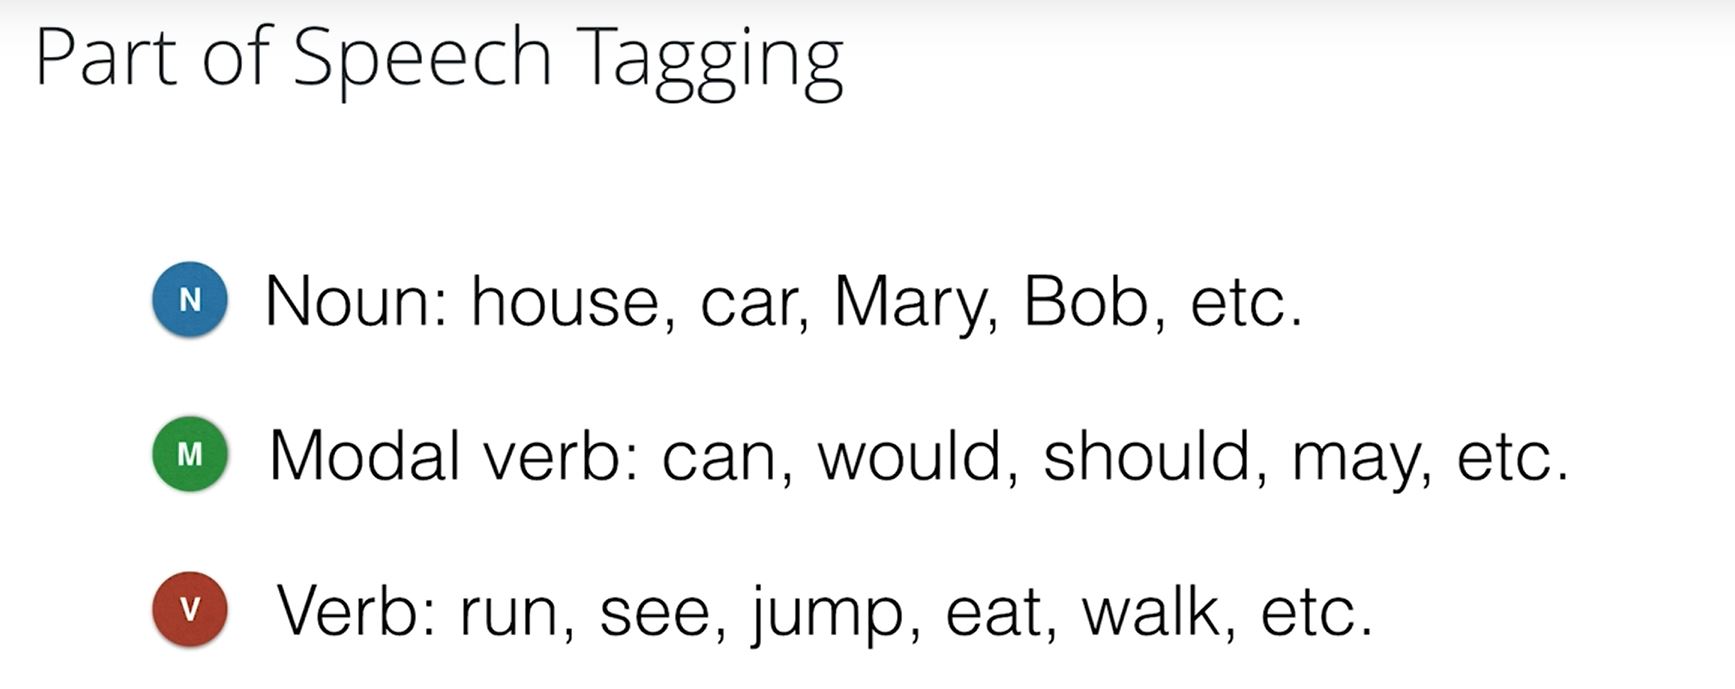 Part of Speech Tagging
N Noun: house, car, Mary, Bob, etc.
M Modal verb: can, would, should, may, etc.
V Verb: run, see, jump, eat, walk, etc.